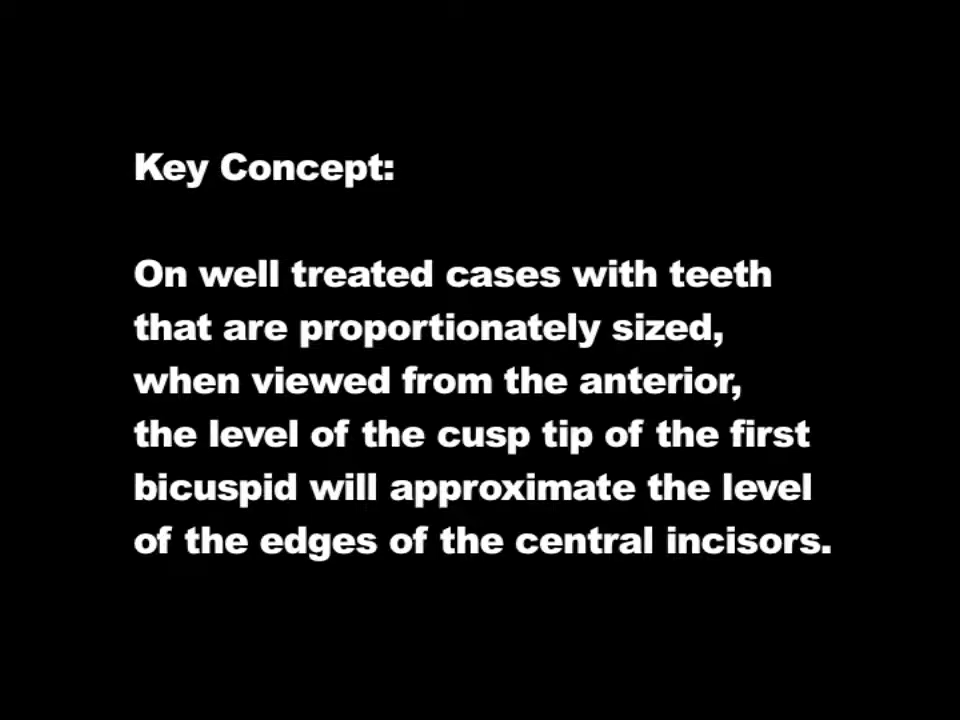 Key Concept:
On well treated cases with teeth
that are proportionately sized,
when viewed from the anterior,
the level of the cusp tip of the first
bicuspid will approximate the level
of the edges of the central incisors.